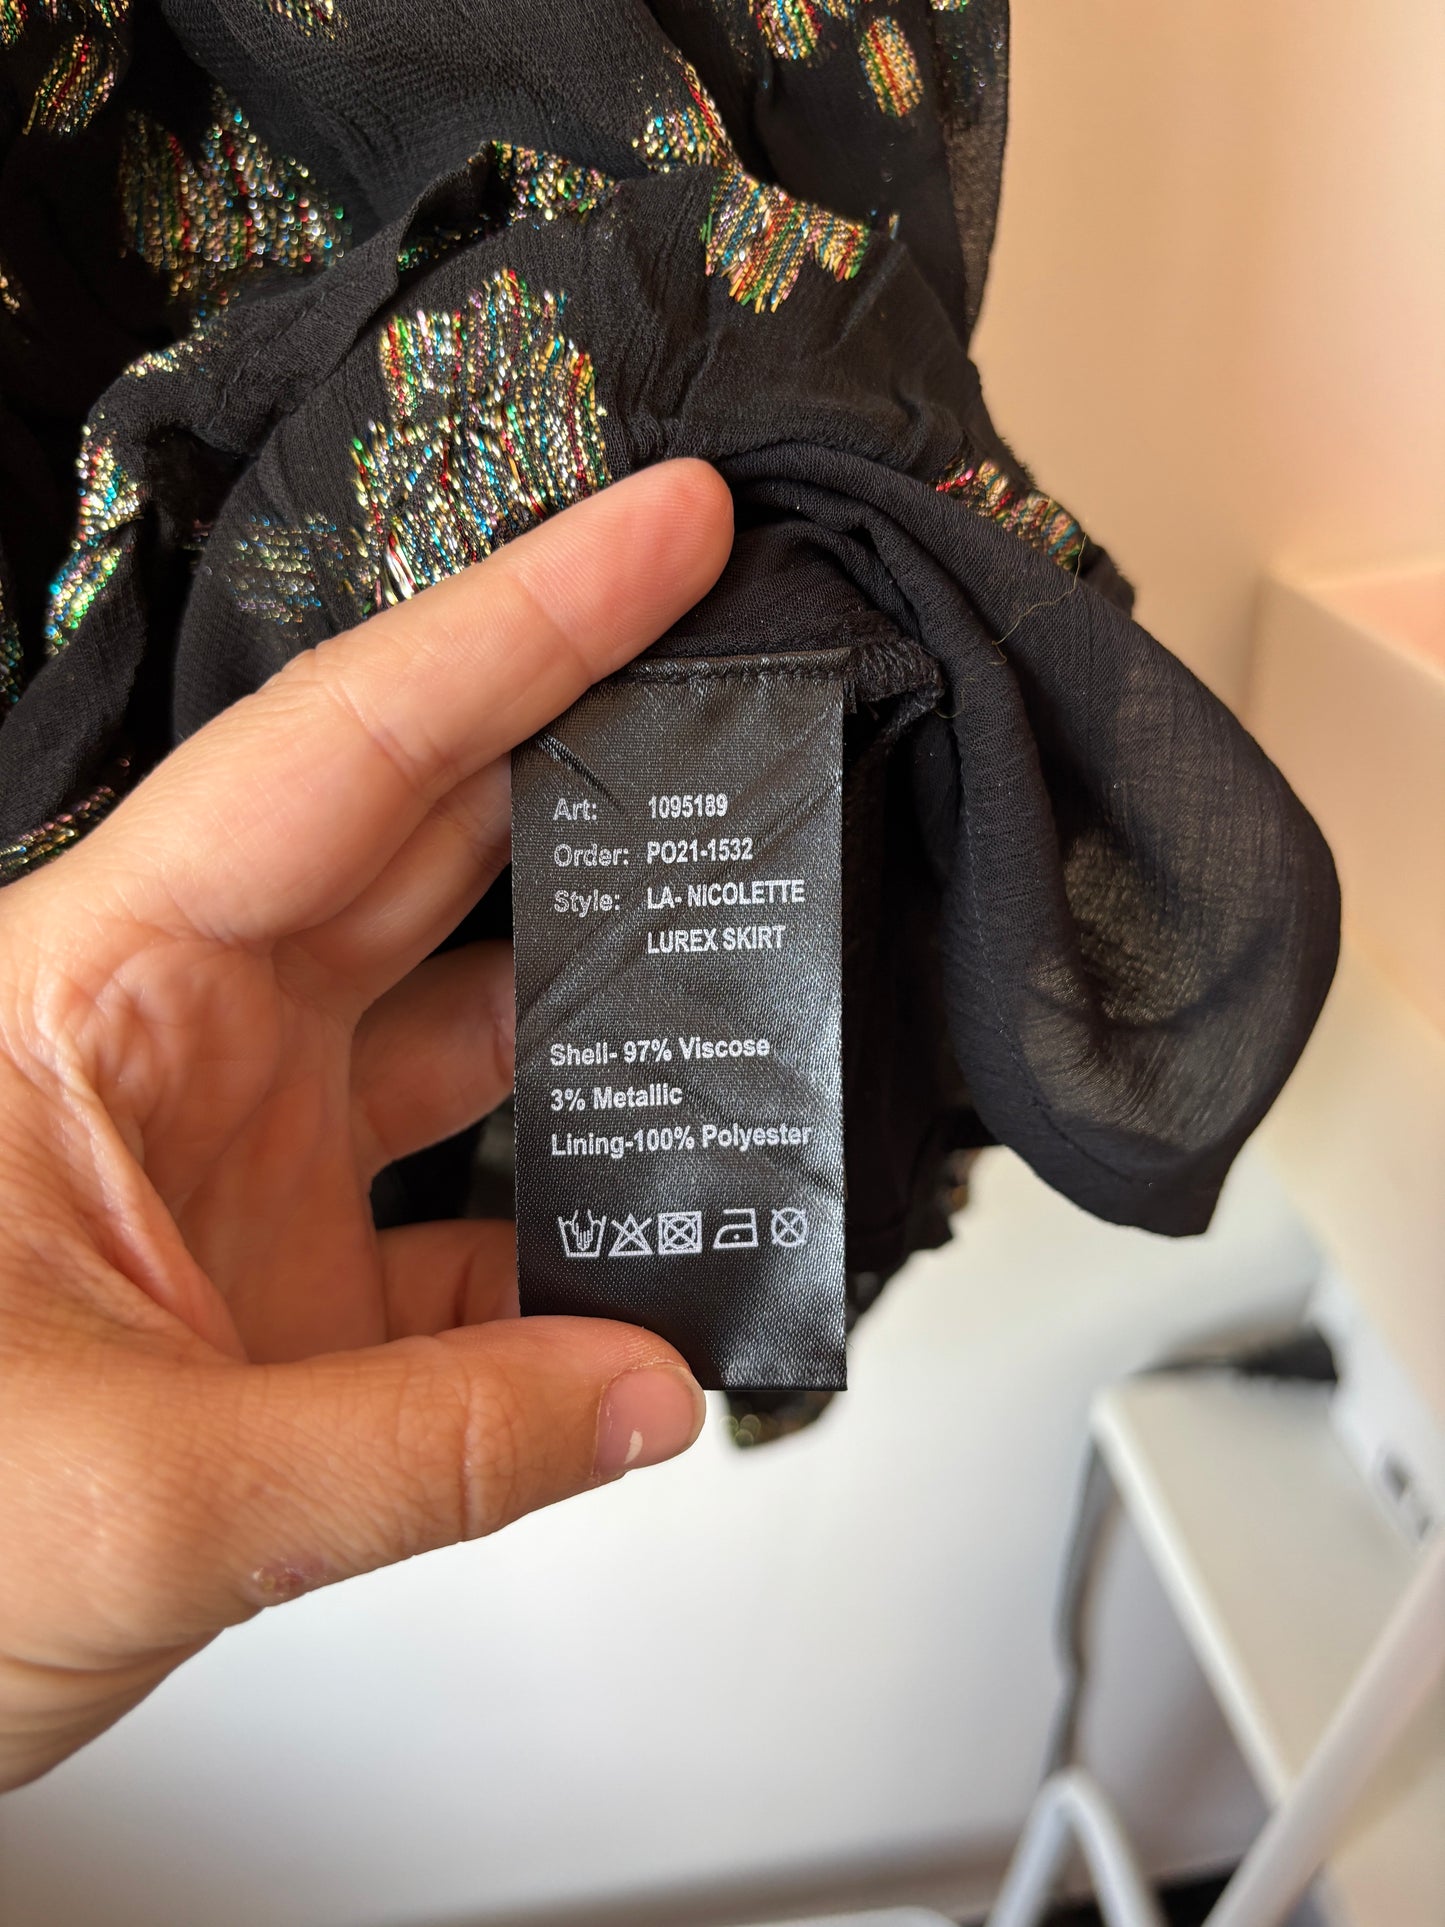 Art: 1095189
Order: PO21-1532
Style: LA- NICOLETTE
LUREX SKIRT
Shell- 97% Viscose
3% Metallic
Lining-100% Polyester